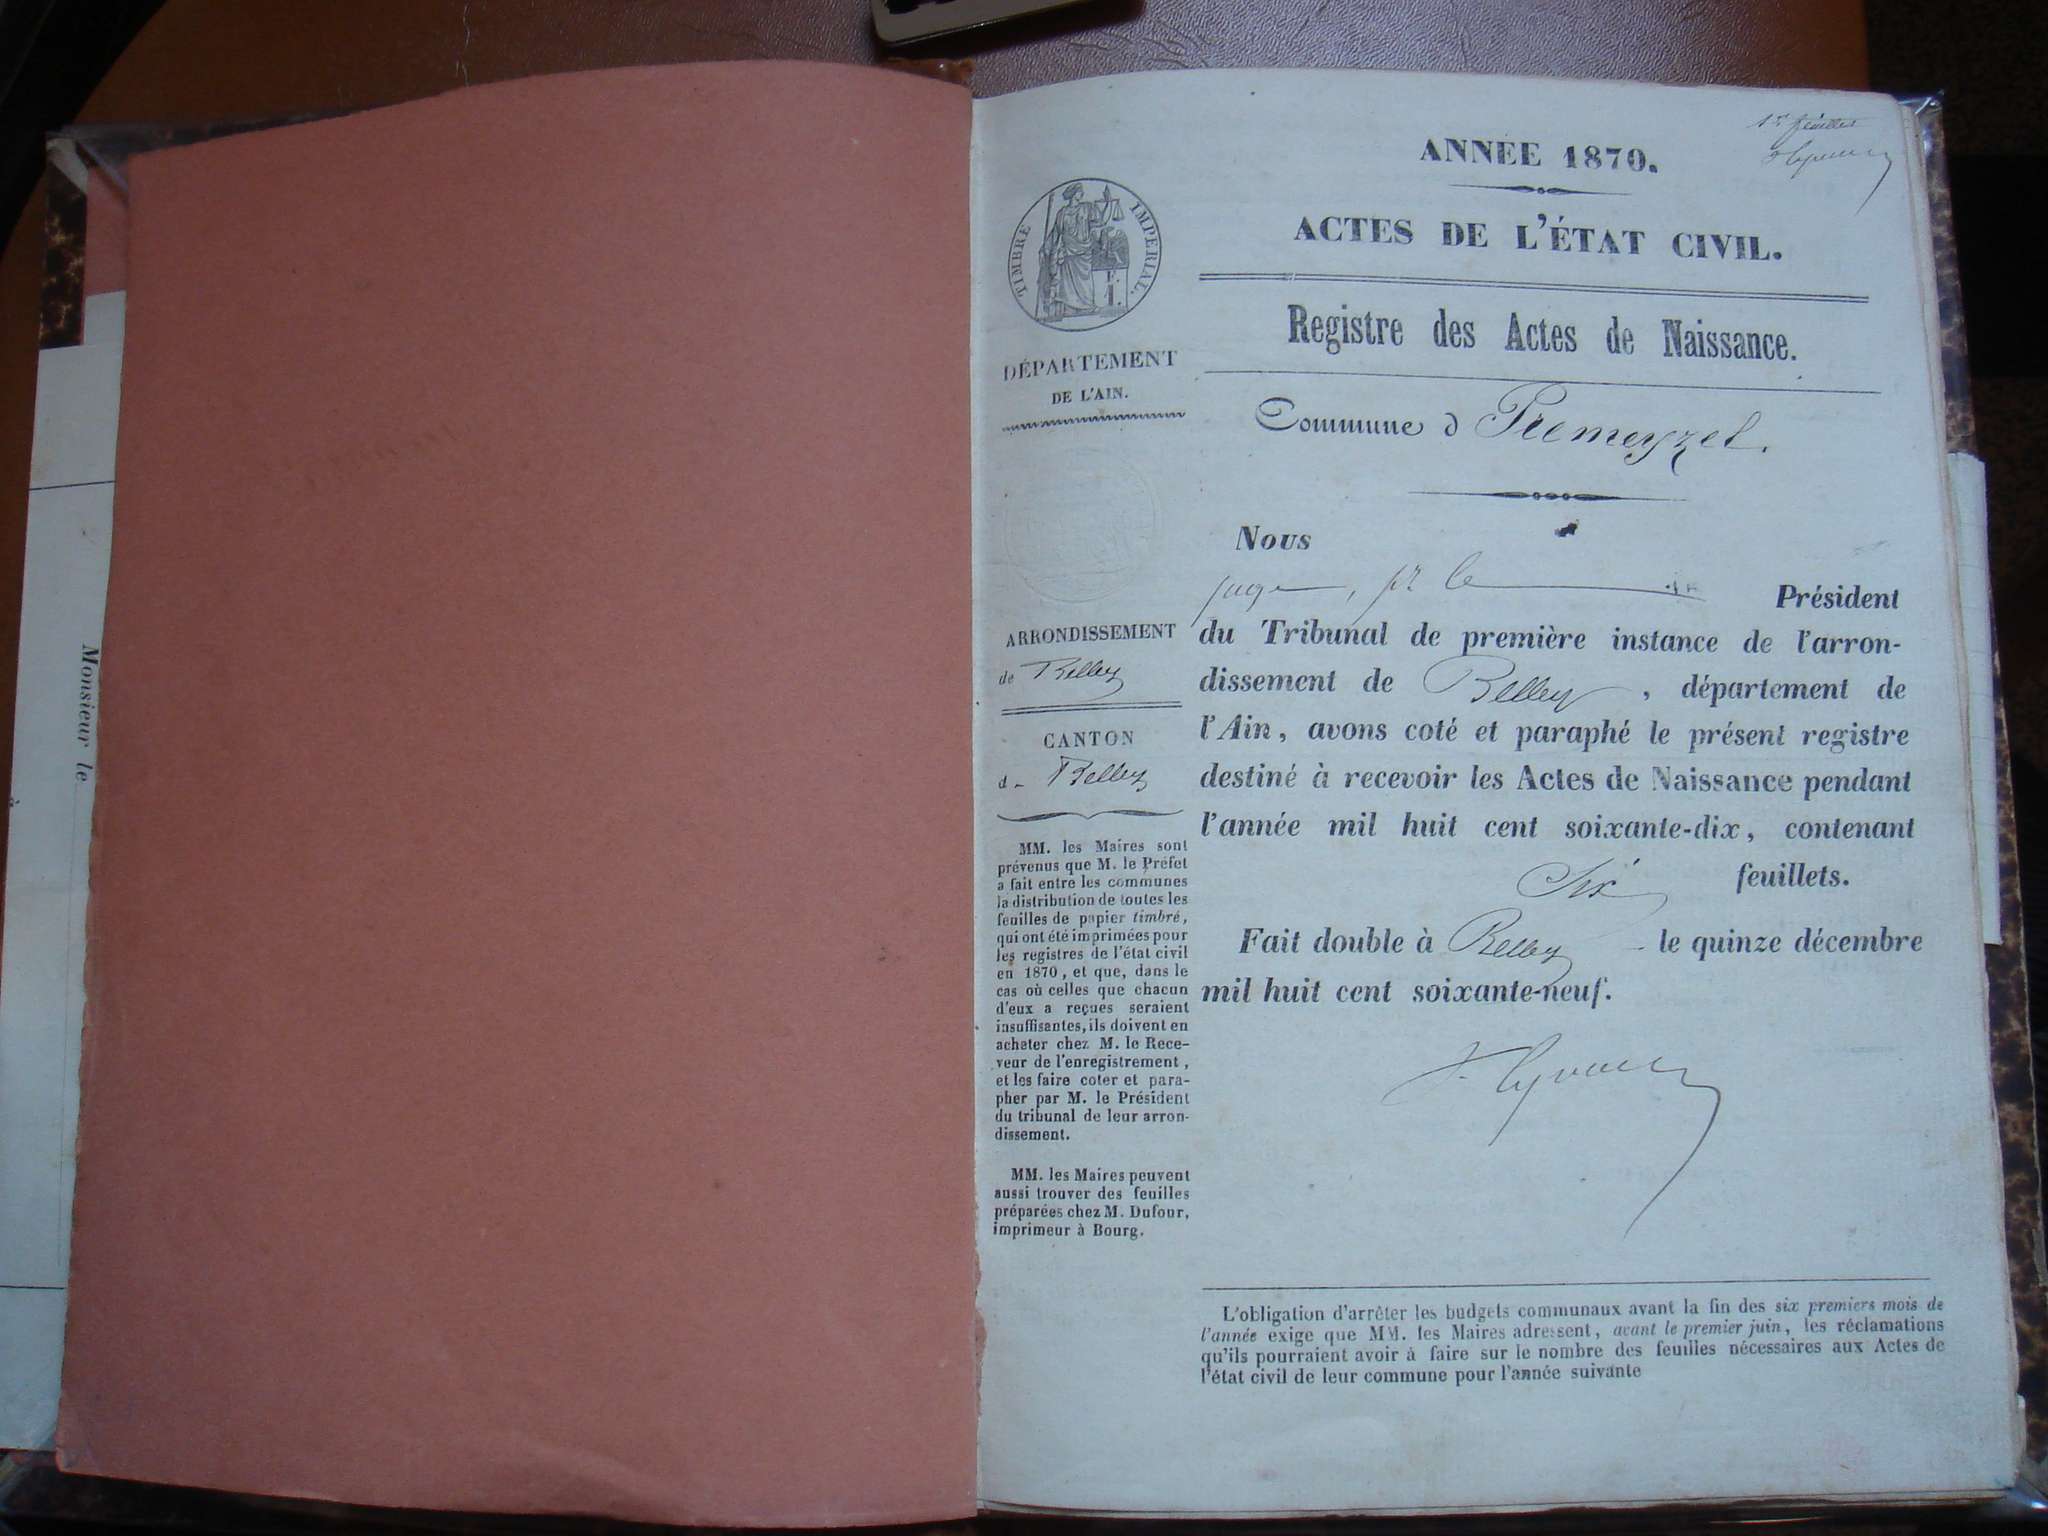 Monsieur le
1er feuillet
ANNÉE 1870.
ACTES DE L'ÉTAT CIVIL.
Registre des Actes de Naissance.
Commune d Premeyzel.
TIMBRE IMPERIAL.
F.
1.
DÉPARTEMENT
DE L'AIN.
ARRONDISSEMENT
de Belley
CANTON
de Belley
MM. les Maires sont
prévenus que M. le Préfet
a fait entre les communes
la distribution de toutes les
feuilles de papier timbré,
qui ont été imprimées pour
les registres de l'état civil
en 1870, et que, dans le
cas où celles que chacun
d'eux a reçues seraient
insuffisantes, ils doivent en
acheter chez M. le Rece-
veur de l'enregistrement,
et les faire coter et para-
pher par M. le Président
du tribunal de leur arron-
dissement.
MM. les Maires peuvent
aussi trouver des feuilles
préparées chez M. Dufour,
imprimeur à Bourg.
Nous
juge, pr le Président
du Tribunal de première instance de l'arron-
dissement de Belley, département de
l'Ain, avons coté et paraphé le présent registre
destiné à recevoir les Actes de Naissance pendant
l'année mil huit cent soixante-dix, contenant
Six feuillets.
Fait double à Belley le quinze décembre
mil huit cent soixante-neuf.
L'obligation d'arrêter les budgets communaux avant la fin des six premiers mois de
l'année exige que MM. les Maires adressent, avant le premier juin, les réclamations
qu'ils pourraient avoir à faire sur le nombre des feuilles nécessaires aux Actes de
l'état civil de leur commune pour l'année suivante